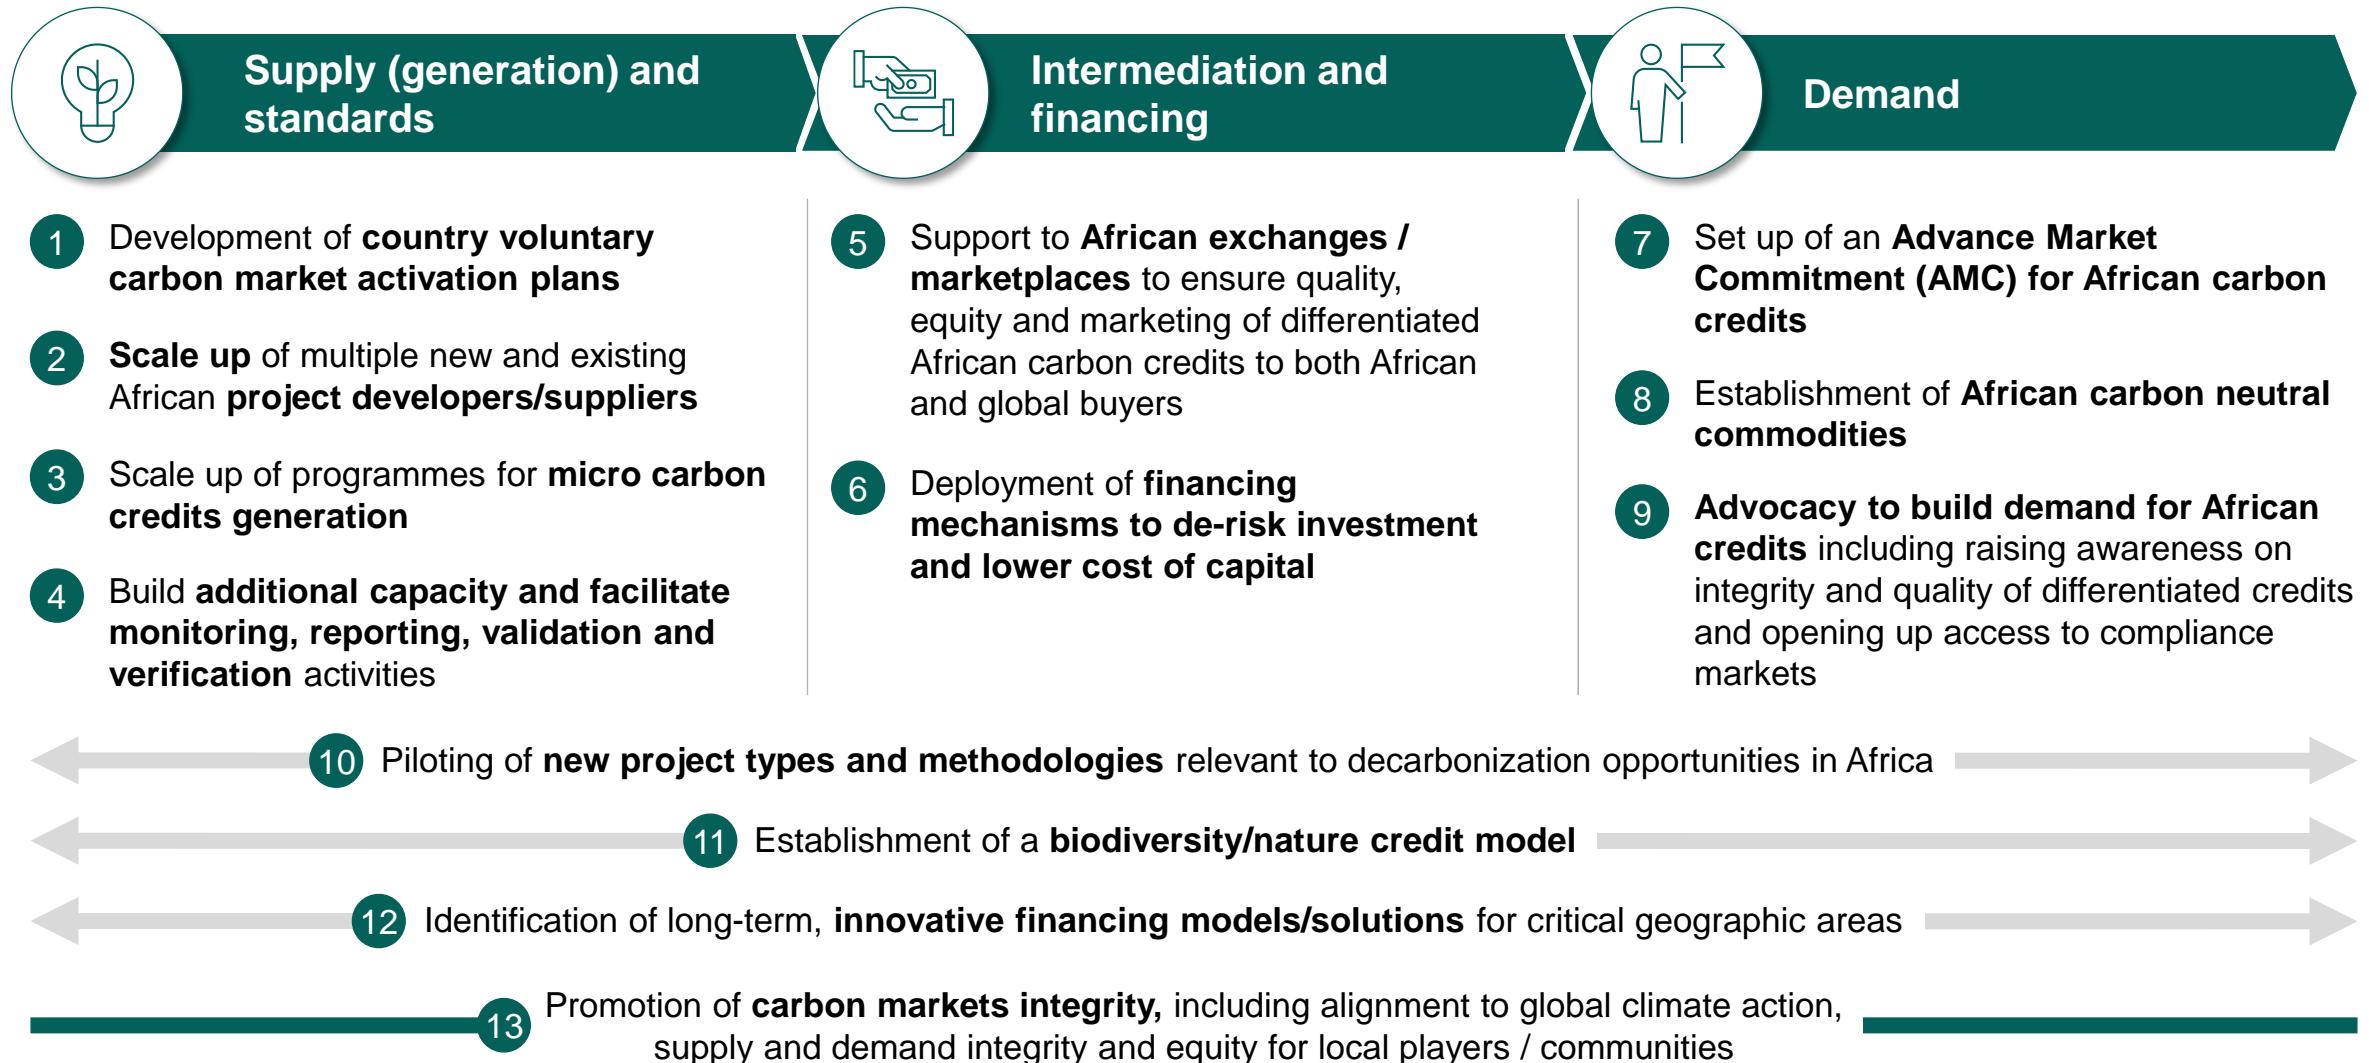 Supply (generation) and
standards
Intermediation and
financing
Demand
1 Development of country voluntary
carbon market activation plans
2 Scale up of multiple new and existing
African project developers/suppliers
3 Scale up of programmes for micro carbon
credits generation
4 Build additional capacity and facilitate
monitoring, reporting, validation and
verification activities
5 Support to African exchanges /
marketplaces to ensure quality,
equity and marketing of differentiated
African carbon credits to both African
and global buyers
6 Deployment of financing
mechanisms to de-risk investment
and lower cost of capital
7 Set up of an Advance Market
Commitment (AMC) for African carbon
credits
8 Establishment of African carbon neutral
commodities
9 Advocacy to build demand for African
credits including raising awareness on
integrity and quality of differentiated credits
and opening up access to compliance
markets
10 Piloting of new project types and methodologies relevant to decarbonization opportunities in Africa
11 Establishment of a biodiversity/nature credit model
12 Identification of long-term, innovative financing models/solutions for critical geographic areas
13 Promotion of carbon markets integrity, including alignment to global climate action,
supply and demand integrity and equity for local players / communities